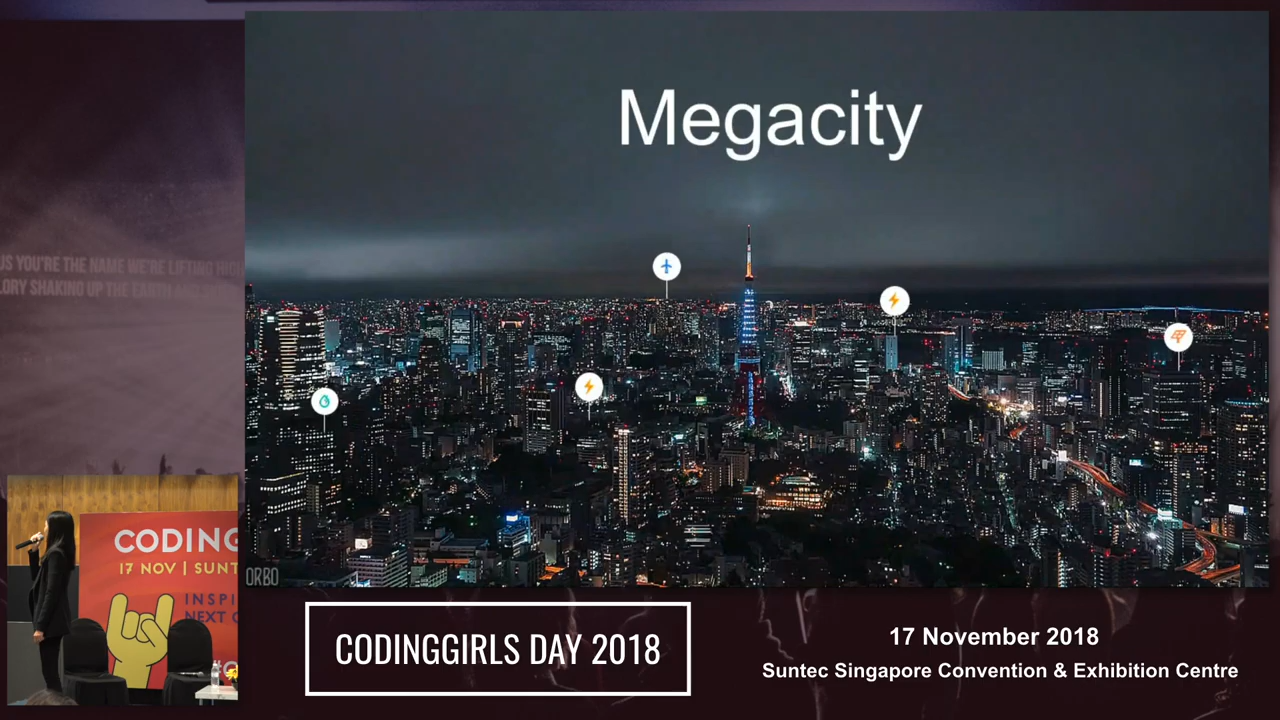 Megacity
US YOU'RE THE NAME WE'RE LIFTING HIGH
LORY SHAKING UP THE EARTH AND
ORBO
CODING
17 NOV | SUNT
INSPI
NEXT
CODINGGIRLS DAY 2018
17 November 2018
Suntec Singapore Convention & Exhibition Centre